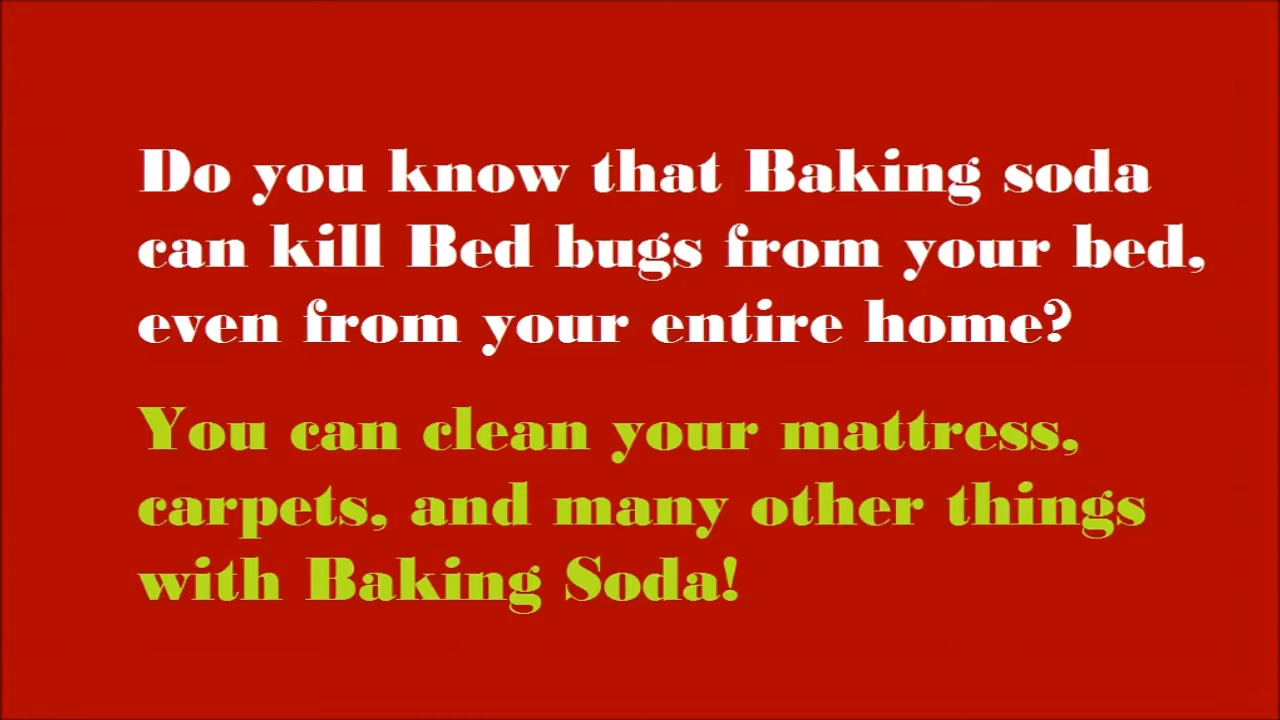 Do you know that Baking soda
can kill Bed bugs from your bed,
even from your entire home?
You can clean your mattress,
carpets, and many other things
with Baking Soda!